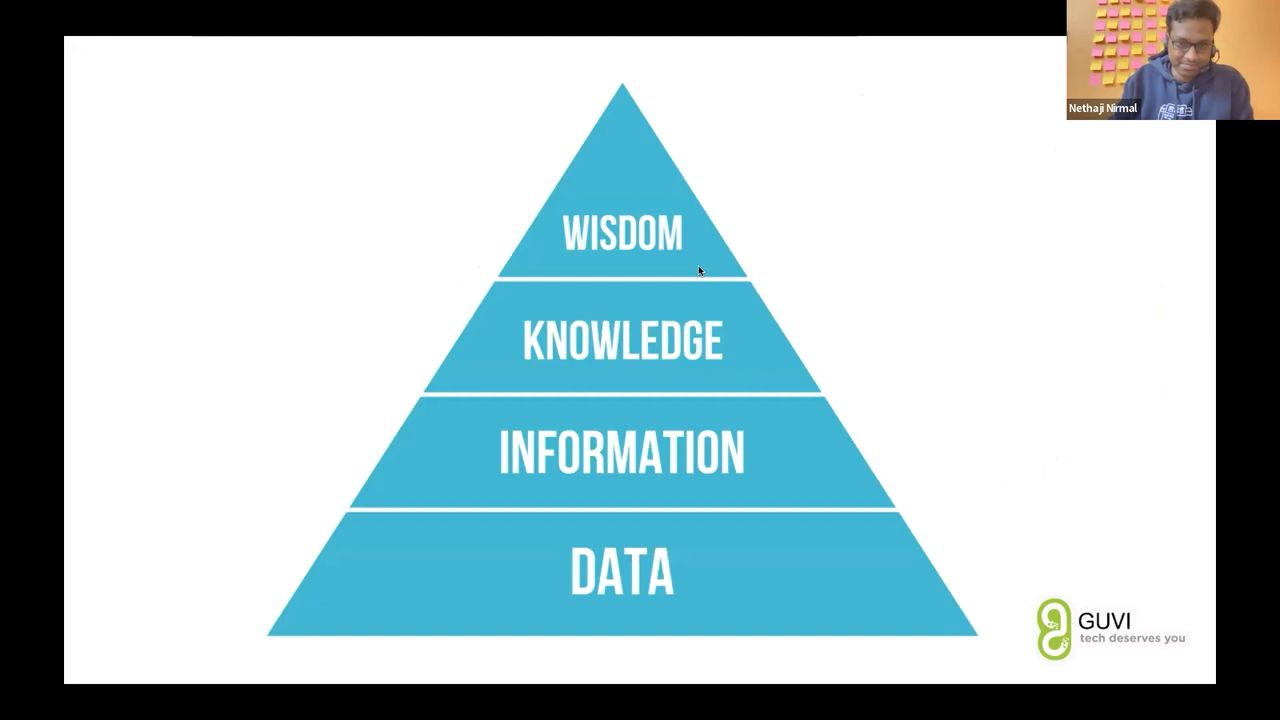 Nethaji Nirmal
WISDOM
KNOWLEDGE
INFORMATION
DATA
GUVI
tech deserves you